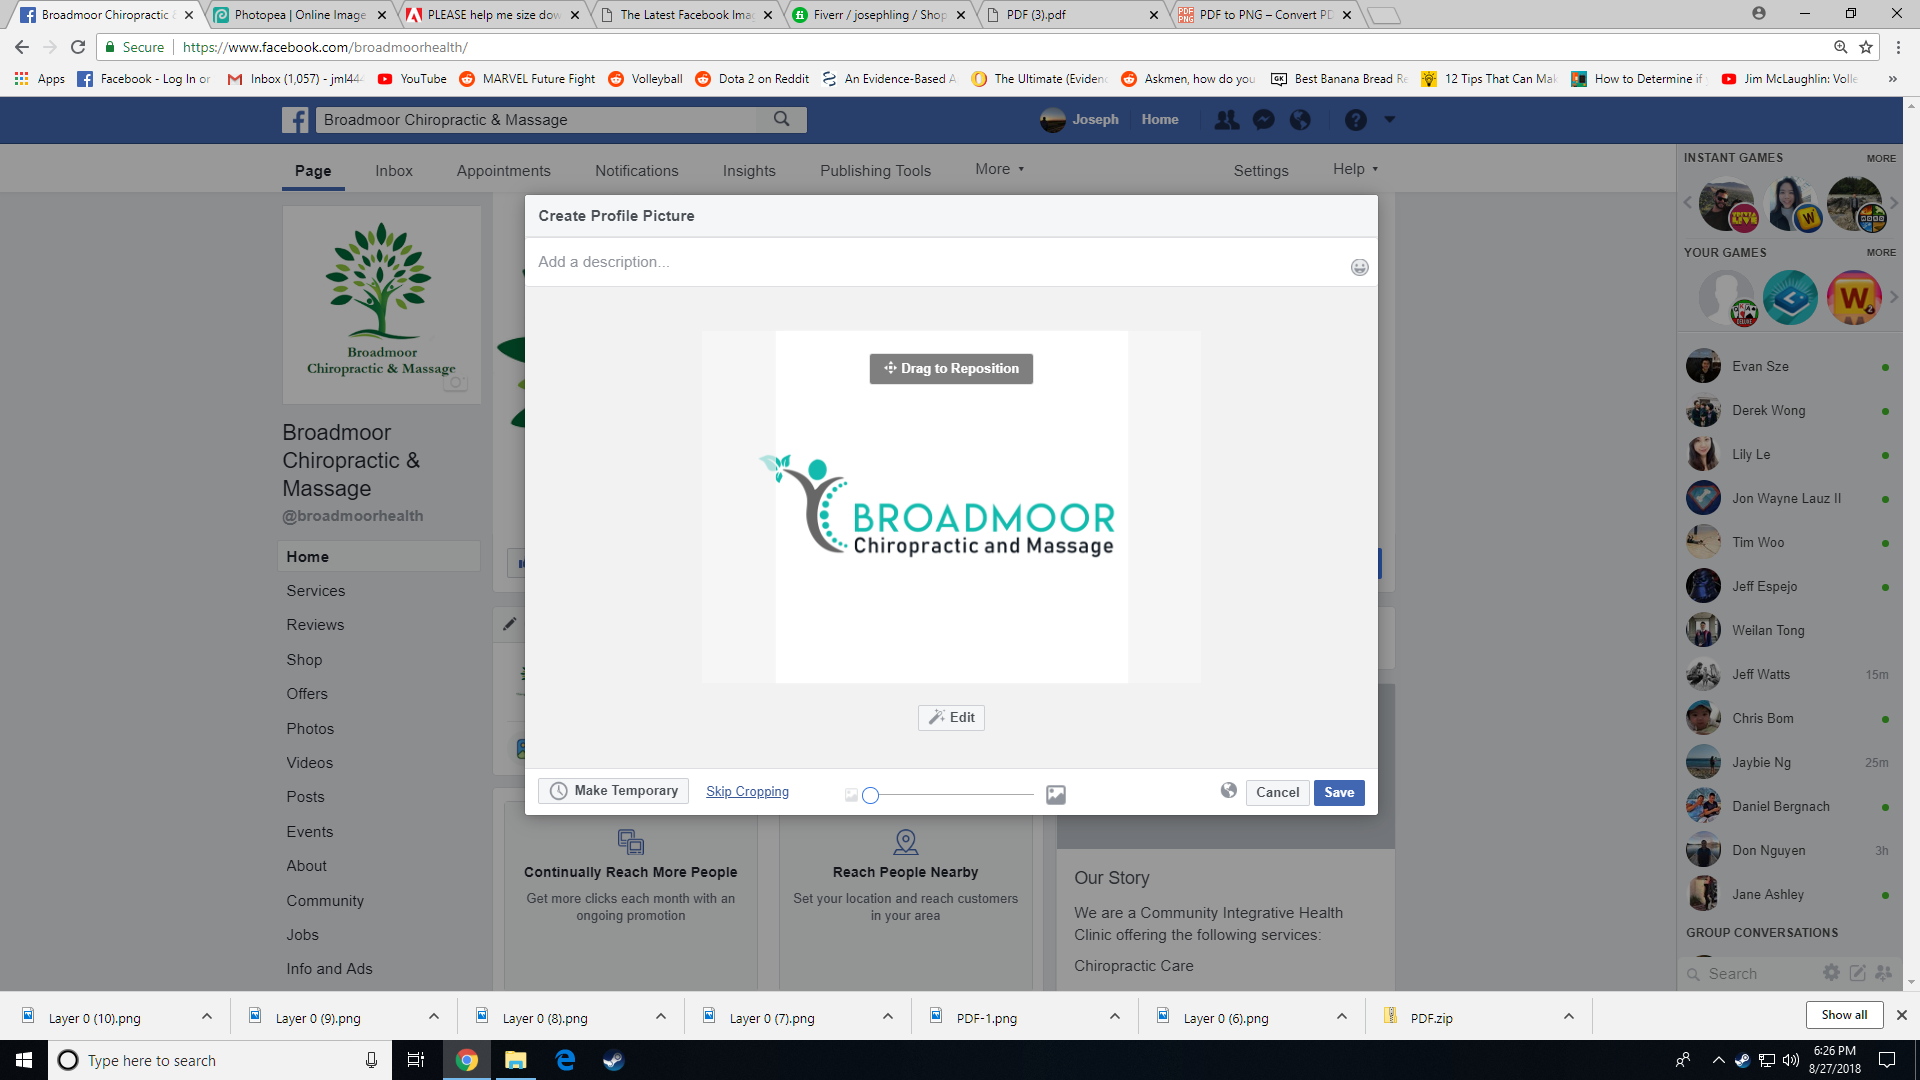 Broadmoor Chiropractic &
Photopea | Online Image
PLEASE help me size dow
The Latest Facebook Ima
Fiverr / josephling / Shop
PDF (3).pdf
PDF to PNG – Convert PD
Secure
https://www.facebook.com/broadmoorhealth/
Apps
Facebook - Log In or
Inbox (1,057) - jml444
YouTube
MARVEL Future Fight
Volleyball
Dota 2 on Reddit
An Evidence-Based A
The Ultimate (Eviden
Askmen, how do you
Best Banana Bread Re
12 Tips That Can Mak
How to Determine if
Jim McLaughlin: Volle
Broadmoor Chiropractic & Massage
Joseph
Home
Page
Inbox
Appointments
Notifications
Insights
Publishing Tools
More
Settings
Help
INSTANT GAMES
MORE
YOUR GAMES
MORE
Broadmoor
Chiropractic & Massage
Broadmoor
Chiropractic &
Massage
@broadmoorhealth
Home
Services
Reviews
Shop
Offers
Photos
Videos
Posts
Events
About
Community
Jobs
Info and Ads
Create Profile Picture
Add a description...
Drag to Reposition
BROADMOOR
Chiropractic and Massage
Edit
Make Temporary
Skip Cropping
Cancel
Save
Continually Reach More People
Get more clicks each month with an
ongoing promotion
Reach People Nearby
Set your location and reach customers
in your area
Our Story
We are a Community Integrative Health
Clinic offering the following services:
Chiropractic Care
Evan Sze
Derek Wong
Lily Le
Jon Wayne Lauz II
Tim Woo
Jeff Espejo
Weilan Tong
Jeff Watts 15m
Chris Bom
Jaybie Ng 25m
Daniel Bergnach
Don Nguyen 3h
Jane Ashley
GROUP CONVERSATIONS
Search
Layer 0 (10).png
Layer 0 (9).png
Layer 0 (8).png
Layer 0 (7).png
PDF-1.png
Layer 0 (6).png
PDF.zip
Show all
Type here to search
6:26 PM
8/27/2018